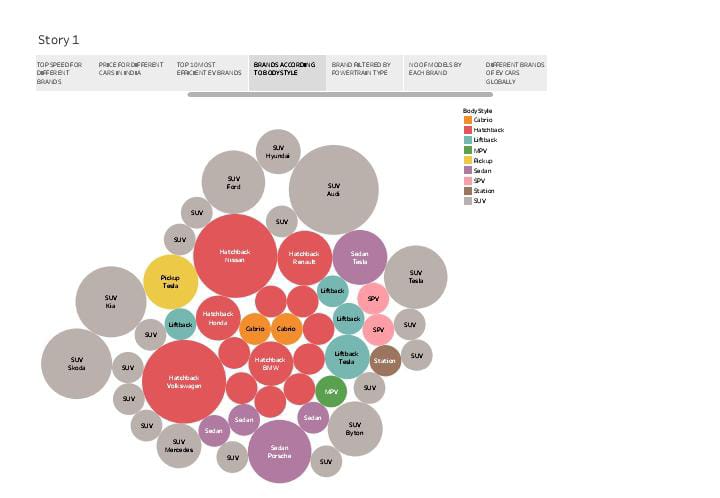 Story 1
TOP SPEED FOR
DIFFERENT
BRANDS
PRICE FOR DIFFERENT
CARS IN INDIA
TOP 10 MOST
EFFICIENT EV BRANDS
BRANDS ACCORDING
TO BODYSTYLE
BRAND FILTERED BY
POWERTRAIN TYPE
NO OF MODELS BY
EACH BRAND
DIFFERENT BRANDS
OF EV CARS
GLOBALLY
BodyStyle
Cabrio
Hatchback
Liftback
MPV
Pickup
Sedan
SPV
Station
SUV
SUV
Hyundai
SUV
Ford
SUV
Audi
SUV
SUV
SUV
Hatchback
Nissan
Hatchback
Renault
Sedan
Tesla
SUV
Tesla
Pickup
Tesla
Liftback
SPV
SUV
Kia
Hatchback
Honda
Liftback
Liftback
SPV
SUV
Cabrio
Cabrio
SUV
SUV
Skoda
SUV
Hatchback
BMW
Liftback
Tesla
Station
SUV
Hatchback
Volkswagen
MPV
SUV
SUV
SUV
Sedan
Sedan
Sedan
SUV
Byton
SUV
Mercedes
SUV
Sedan
Porsche
SUV